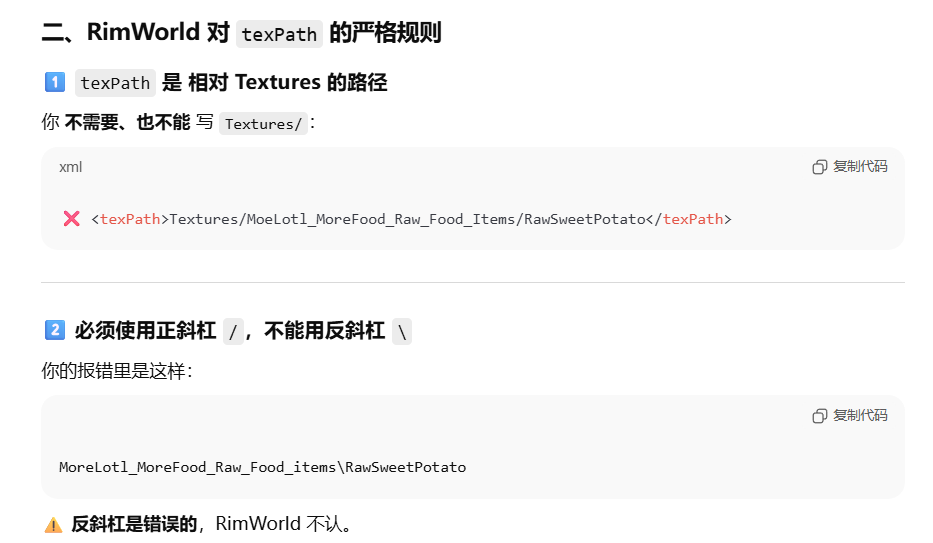 二、RimWorld 对 texPath 的严格规则
1 texPath 是 相对 Textures 的路径
你 不需要、也不能 写 Textures/：
xml
复制代码
❌ <texPath>Textures/MoeLotl_MoreFood_Raw_Food_Items/RawSweetPotato</texPath>
2 必须使用正斜杠 /，不能用反斜杠 \
你的报错里是这样：
复制代码
MoreLotl_MoreFood_Raw_Food_items\RawSweetPotato
⚠️ 反斜杠是错误的，RimWorld 不认。